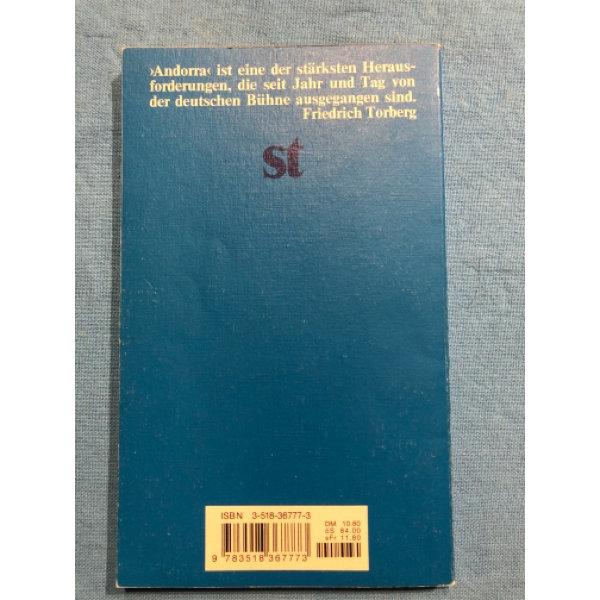 ›Andorra‹ ist eine der stärksten Heraus-
forderungen, die seit Jahr und Tag von
der deutschen Bühne ausgegangen sind.
Friedrich Torberg
st
ISBN 3-518-36777-3
DM 10.80
öS 84.00
sFr 11.80
9 783518 367773